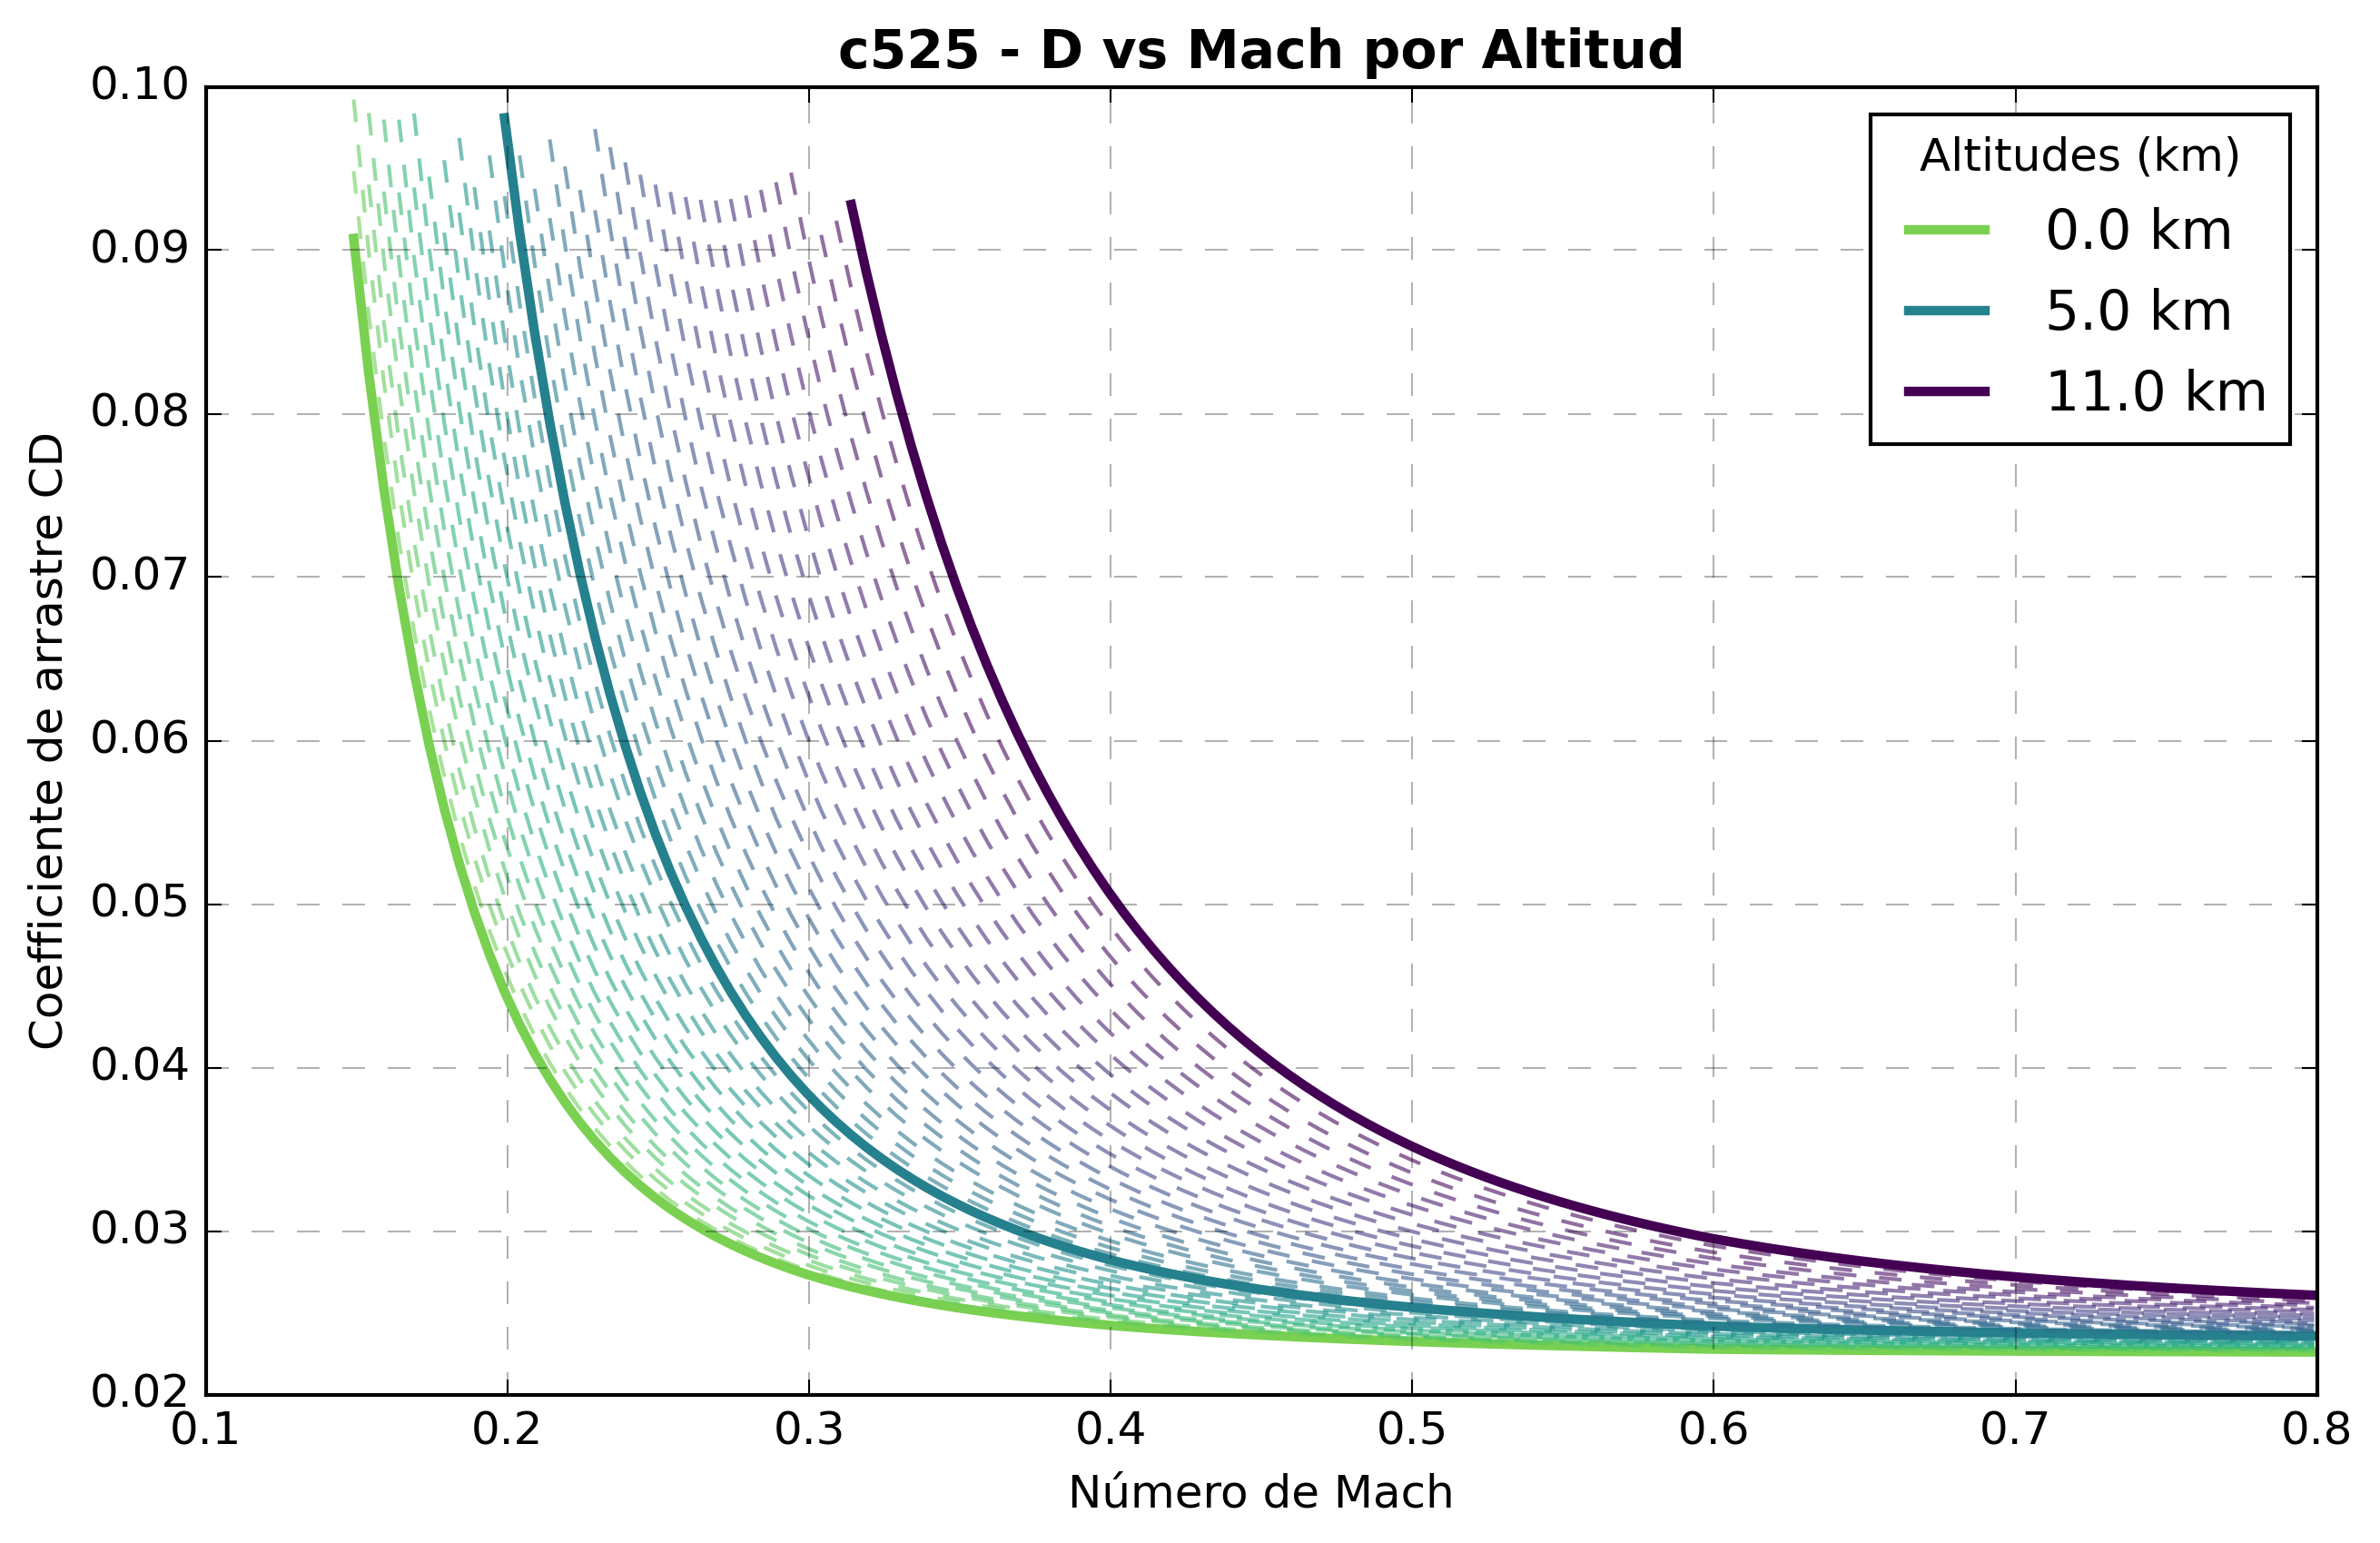 c525 - D vs Mach por Altitud
Altitudes (km)
0.0 km
5.0 km
11.0 km
Coefficiente de arrastre CD
0.10
0.09
0.08
0.07
0.06
0.05
0.04
0.03
0.02
0.1 0.2 0.3 0.4 0.5 0.6 0.7 0.8
Número de Mach